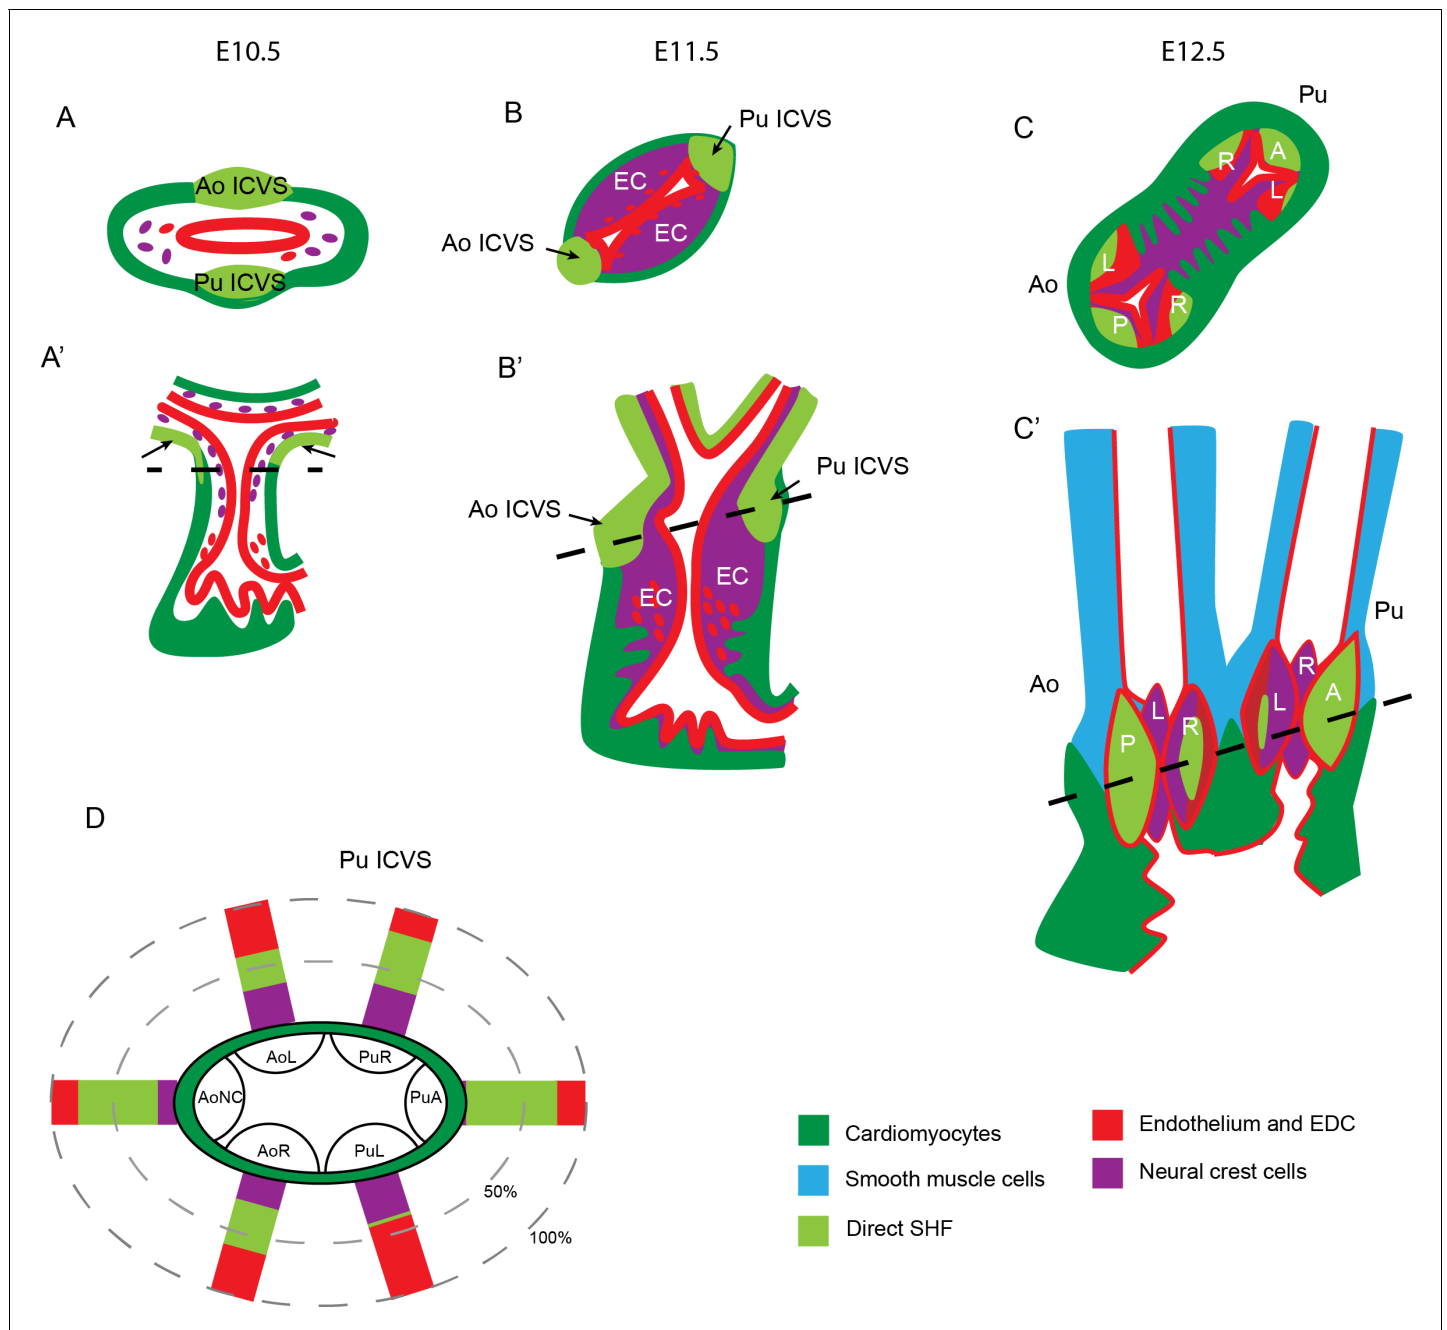 E10.5
E11.5
E12.5
A
Ao ICVS
Pu ICVS
B
Pu ICVS
EC
EC
Ao ICVS
C
Pu
R
A
L
L
Ao
R
P
A’
B’
Pu ICVS
Ao ICVS
EC
EC
C’
Pu
Ao
R
L
A
L
R
P
D
Pu ICVS
AoL
PuR
AoNC
PuA
AoR
PuL
50%
100%
Cardiomyocytes
Smooth muscle cells
Direct SHF
Endothelium and EDC
Neural crest cells